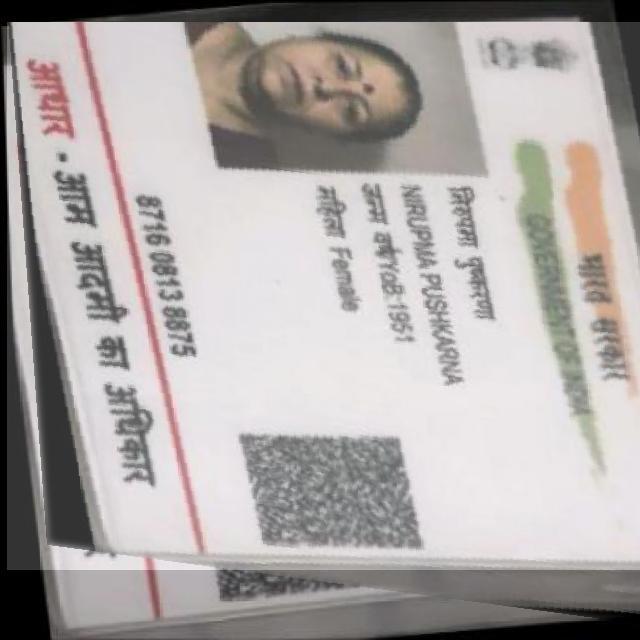 भारत सरकार
GOVERNMENT OF INDIA
निरुपमा पुष्करणा
NIRUPMA PUSHKARNA
जन्म वर्ष/YoB:1951
महिला Female
8716 0813 8875
आधार - आम आदमी का अधिकार